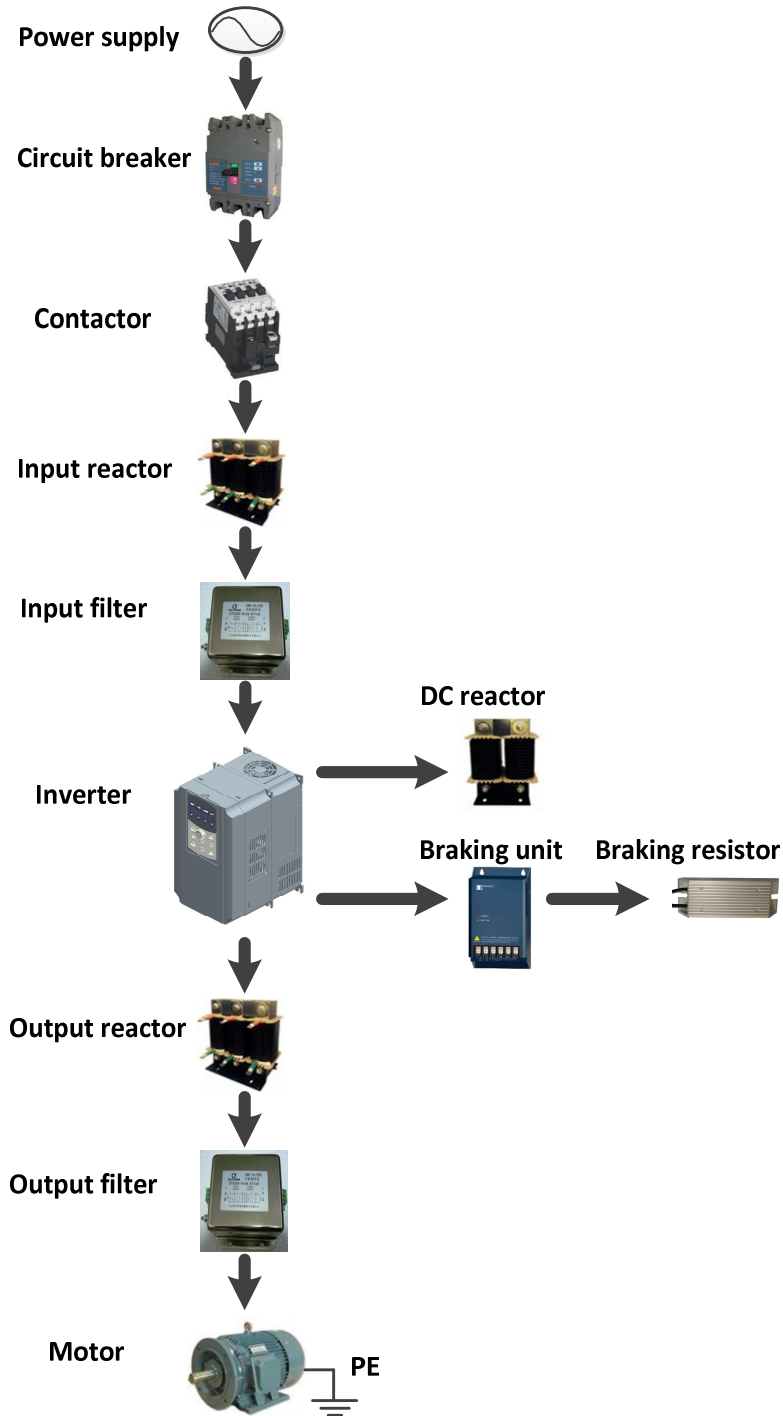 Power supply
Circuit breaker
Contactor
Input reactor
Input filter
DC reactor
Inverter
Braking unit
Braking resistor
Output reactor
Output filter
Motor
PE